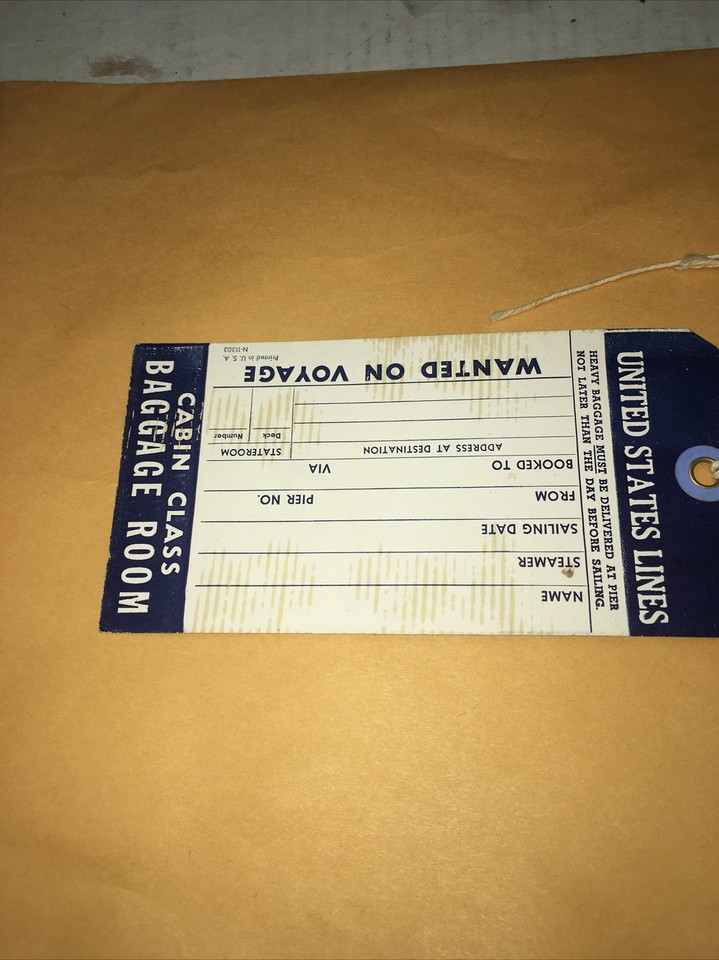 UNITED STATES LINES
HEAVY BAGGAGE MUST BE DELIVERED AT PIER
NOT LATER THAN THE DAY BEFORE SAILING.
NAME
STEAMER
SAILING DATE
FROM PIER NO.
BOOKED TO VIA
ADDRESS AT DESTINATION STATEROOM
Deck Number
WANTED ON VOYAGE
Printed in U. S. A.
N-11303
CABIN CLASS
BAGGAGE ROOM